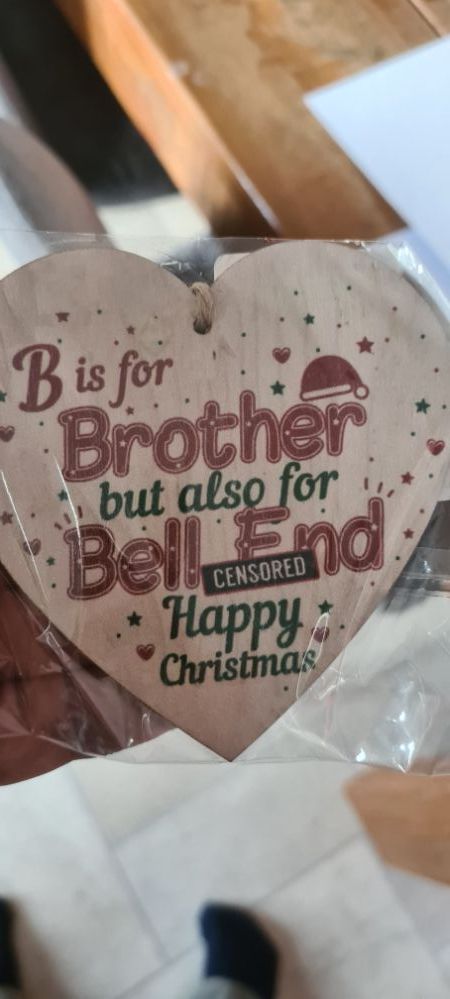 B is for
Brother
but also for
Bell End
CENSORED
Happy
Christmas